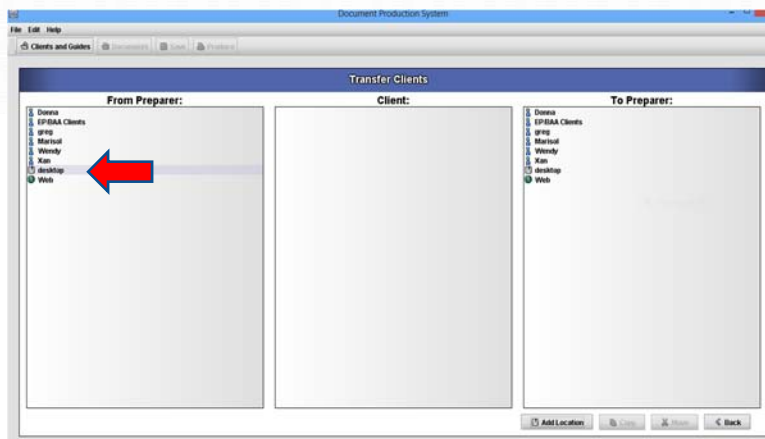 Document Production System
File Edit Help
Clients and Guides Documents Save Produce
Transfer Clients
From Preparer:
Donna
EP/BAA Clients
greg
Marisol
Wendy
Xan
desktop
Web
Client:
To Preparer:
Donna
EP/BAA Clients
greg
Marisol
Wendy
Xan
desktop
Web
Add Location Copy Move < Back